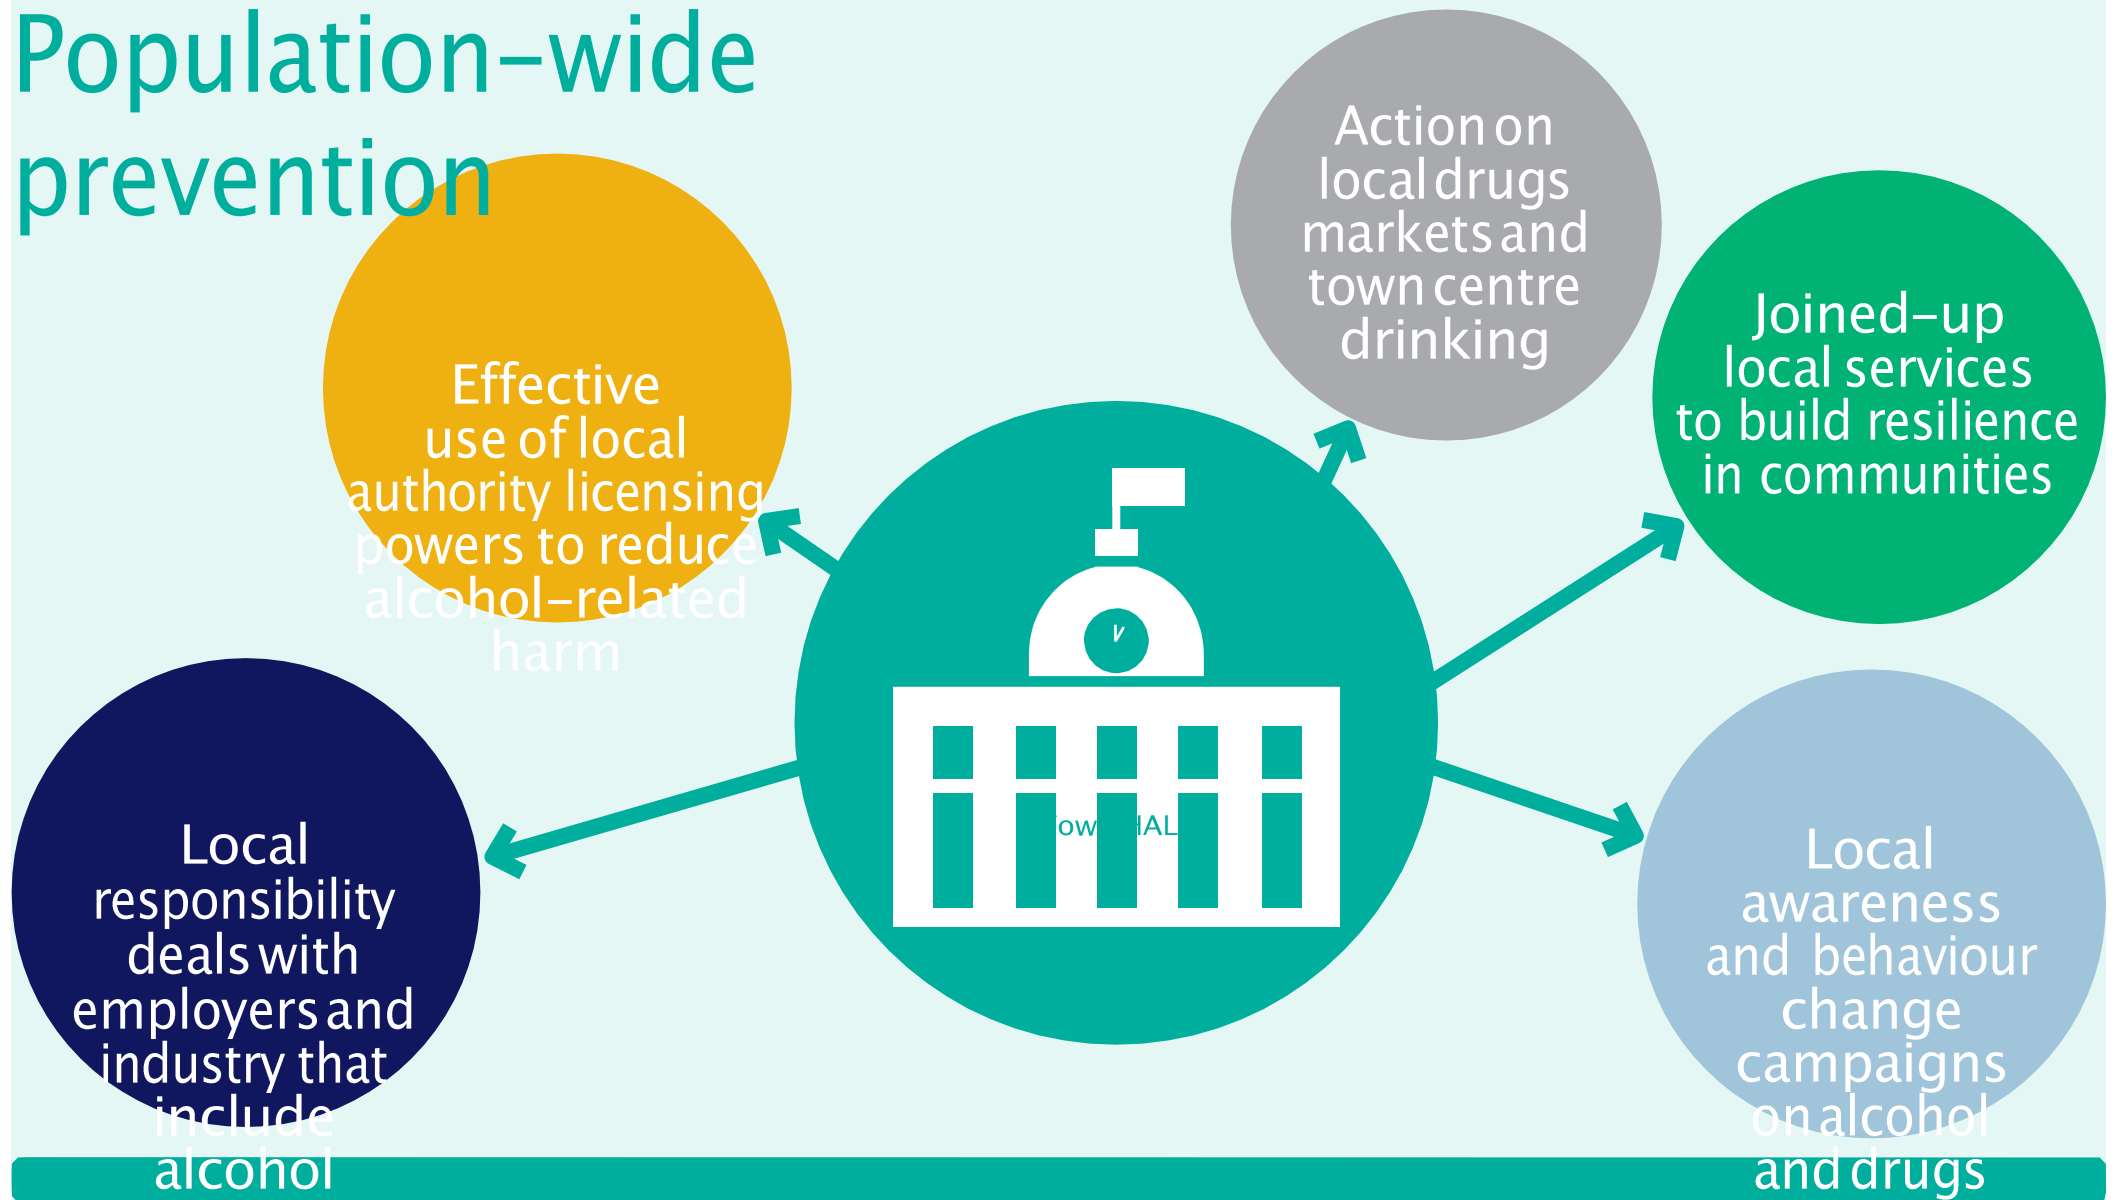 Population-wide
prevention
Effective
use of local
authority licensing
powers to reduce
alcohol-related
harm
Action on
local drugs
markets and
town centre
drinking
Joined-up
local services
to build resilience
in communities
Local
responsibility
deals with
employers and
industry that
include
alcohol
Local
awareness
and behaviour
change
campaigns
on alcohol
and drugs